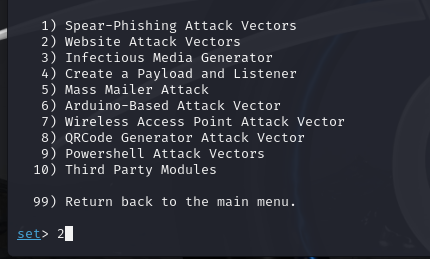 1) Spear-Phishing Attack Vectors
2) Website Attack Vectors
3) Infectious Media Generator
4) Create a Payload and Listener
5) Mass Mailer Attack
6) Arduino-Based Attack Vector
7) Wireless Access Point Attack Vector
8) QRCode Generator Attack Vector
9) Powershell Attack Vectors
10) Third Party Modules
99) Return back to the main menu.
set> 2